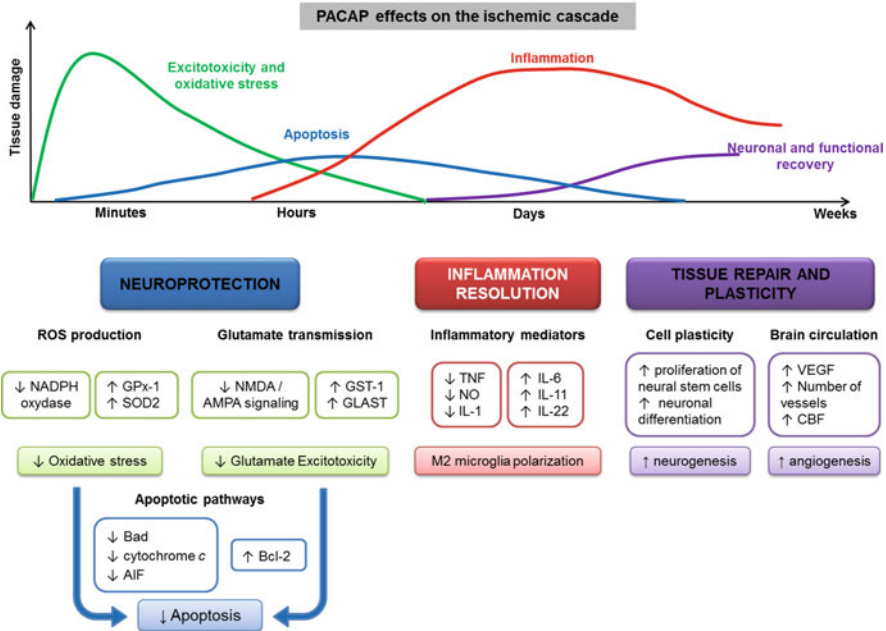 PACAP effects on the ischemic cascade
Tissue damage
Excitotoxicity and
oxidative stress
Apoptosis
Inflammation
Neuronal and functional
recovery
Minutes
Hours
Days
Weeks
NEUROPROTECTION
ROS production
Glutamate transmission
↓ NADPH
oxydase
↑ GPx-1
↑ SOD2
↓ NMDA /
AMPA signaling
↑ GST-1
↑ GLAST
↓ Oxidative stress
↓ Glutamate Excitotoxicity
Apoptotic pathways
↓ Bad
↓ cytochrome c
↓ AIF
↑ Bcl-2
↓ Apoptosis
INFLAMMATION
RESOLUTION
Inflammatory mediators
↓ TNF
↓ NO
↓ IL-1
↑ IL-6
↑ IL-11
↑ IL-22
M2 microglia polarization
TISSUE REPAIR AND
PLASTICITY
Cell plasticity
Brain circulation
↑ proliferation of
neural stem cells
↑ neuronal
differentiation
↑ VEGF
↑ Number of
vessels
↑ CBF
↑ neurogenesis
↑ angiogenesis